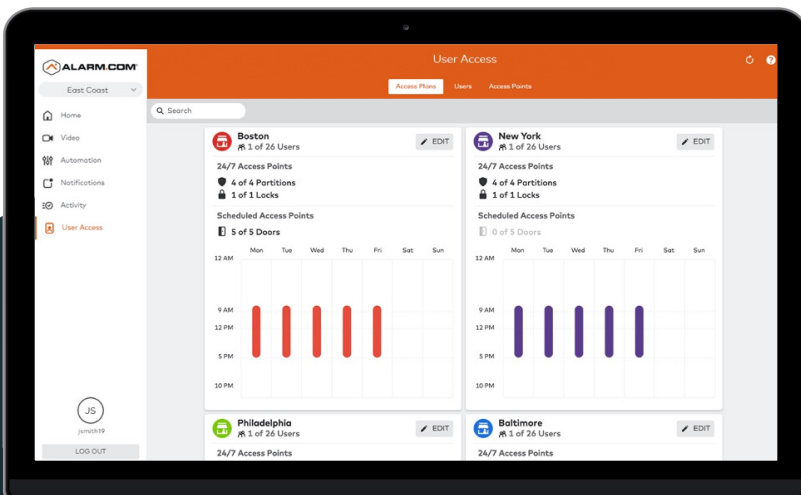 User Access
ALARM.COM
East Coast
Access Plans Users Access Points
Search
Home
Video
Automation
Notifications
Activity
User Access
JS
jsmith19
LOG OUT
Boston
1 of 26 Users
EDIT
24/7 Access Points
4 of 4 Partitions
1 of 1 Locks
Scheduled Access Points
5 of 5 Doors
Mon Tue Wed Thu Fri Sat Sun
12 AM
9 AM
12 PM
5 PM
10 PM
New York
1 of 26 Users
EDIT
24/7 Access Points
4 of 4 Partitions
1 of 1 Locks
Scheduled Access Points
0 of 5 Doors
Mon Tue Wed Thu Fri Sat Sun
12 AM
9 AM
12 PM
5 PM
10 PM
Philadelphia
1 of 26 Users
EDIT
24/7 Access Points
Baltimore
1 of 26 Users
EDIT
24/7 Access Points